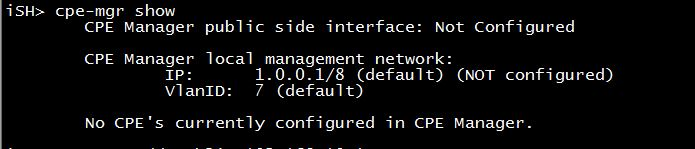 iSH> cpe-mgr show
CPE Manager public side interface: Not Configured
CPE Manager local management network:
IP: 1.0.0.1/8 (default) (NOT configured)
VlanID: 7 (default)
No CPE's currently configured in CPE Manager.